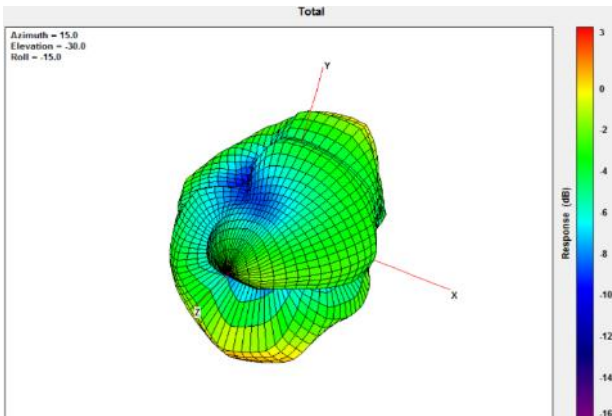 Total
Azimuth = 15.0
Elevation = -30.0
Roll = -15.0
Y
X
Z
3
0
-2
-4
-6
-8
-10
-12
-14
-16
Response (dB)